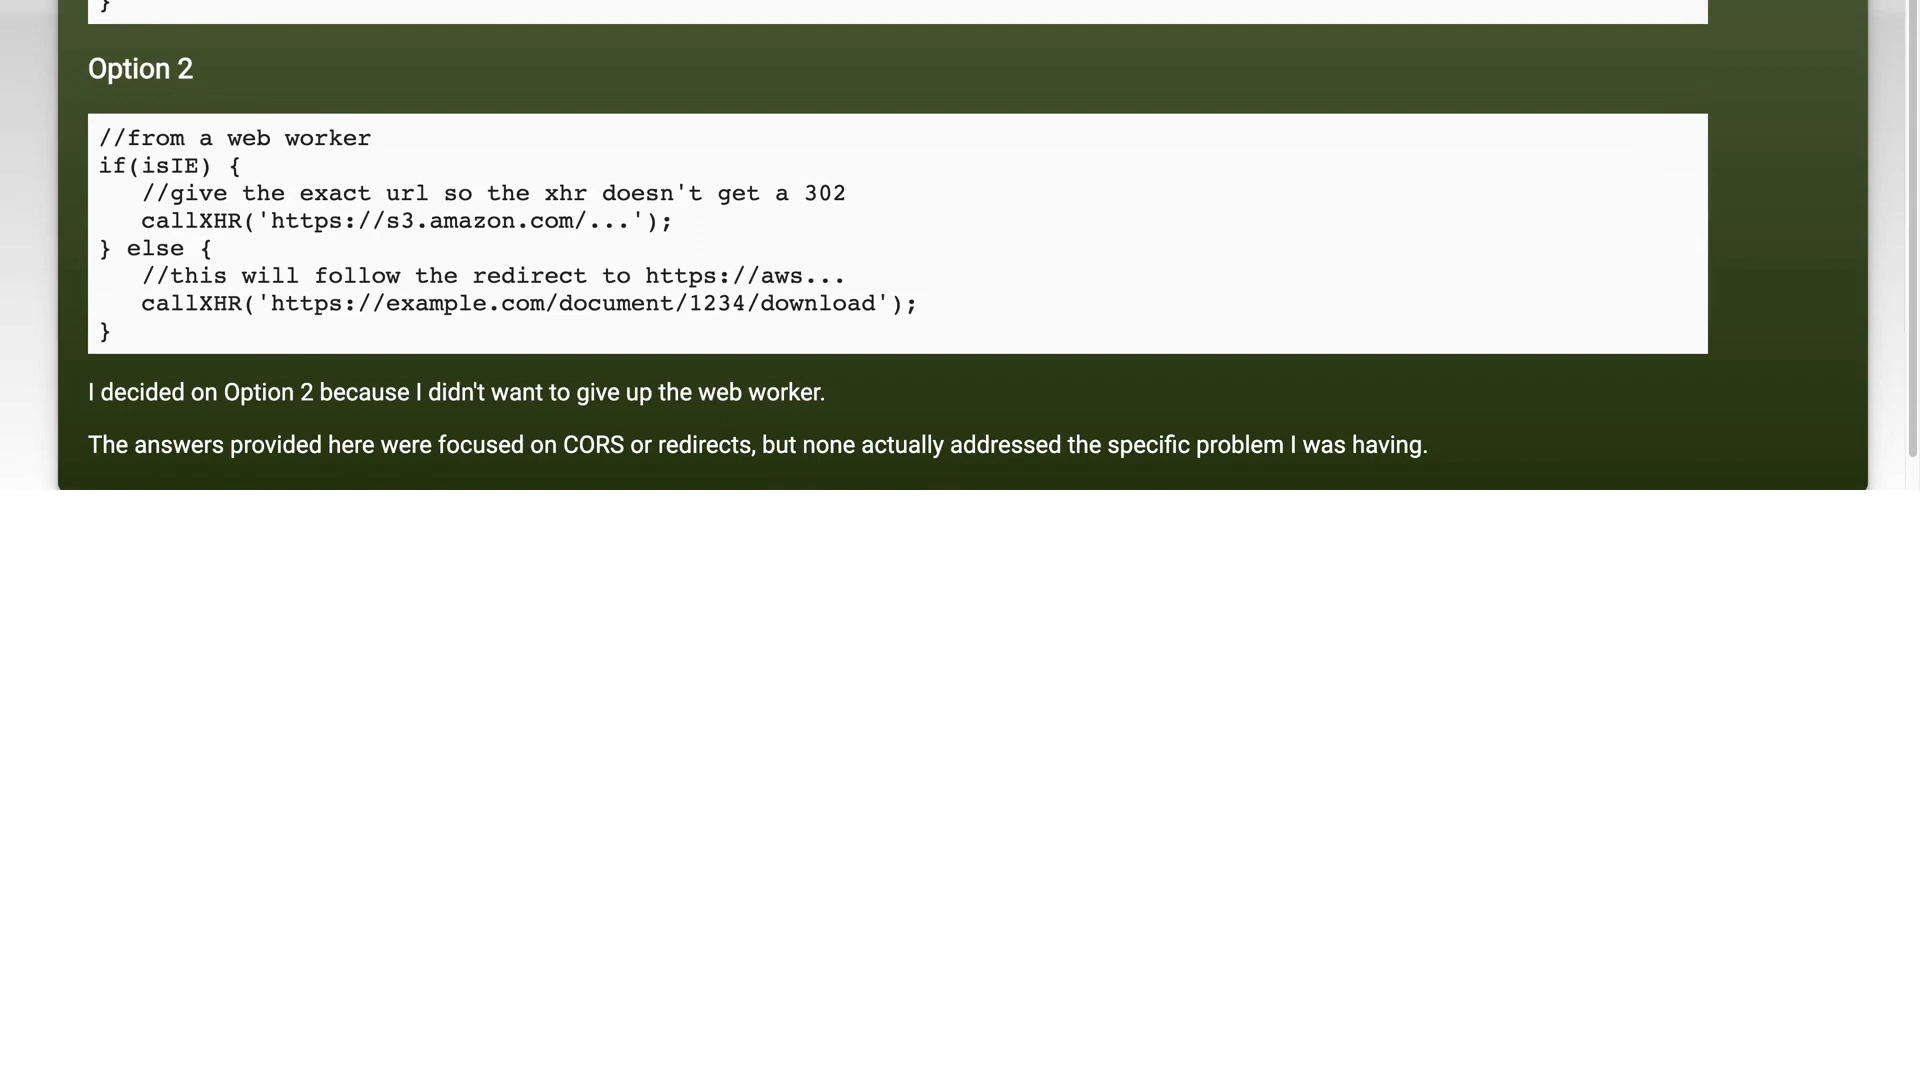 }
Option 2
//from a web worker
if(isIE) {
   //give the exact url so the xhr doesn't get a 302
   callXHR('https://s3.amazon.com/...');
} else {
   //this will follow the redirect to https://aws...
   callXHR('https://example.com/document/1234/download');
}
I decided on Option 2 because I didn't want to give up the web worker.
The answers provided here were focused on CORS or redirects, but none actually addressed the specific problem I was having.